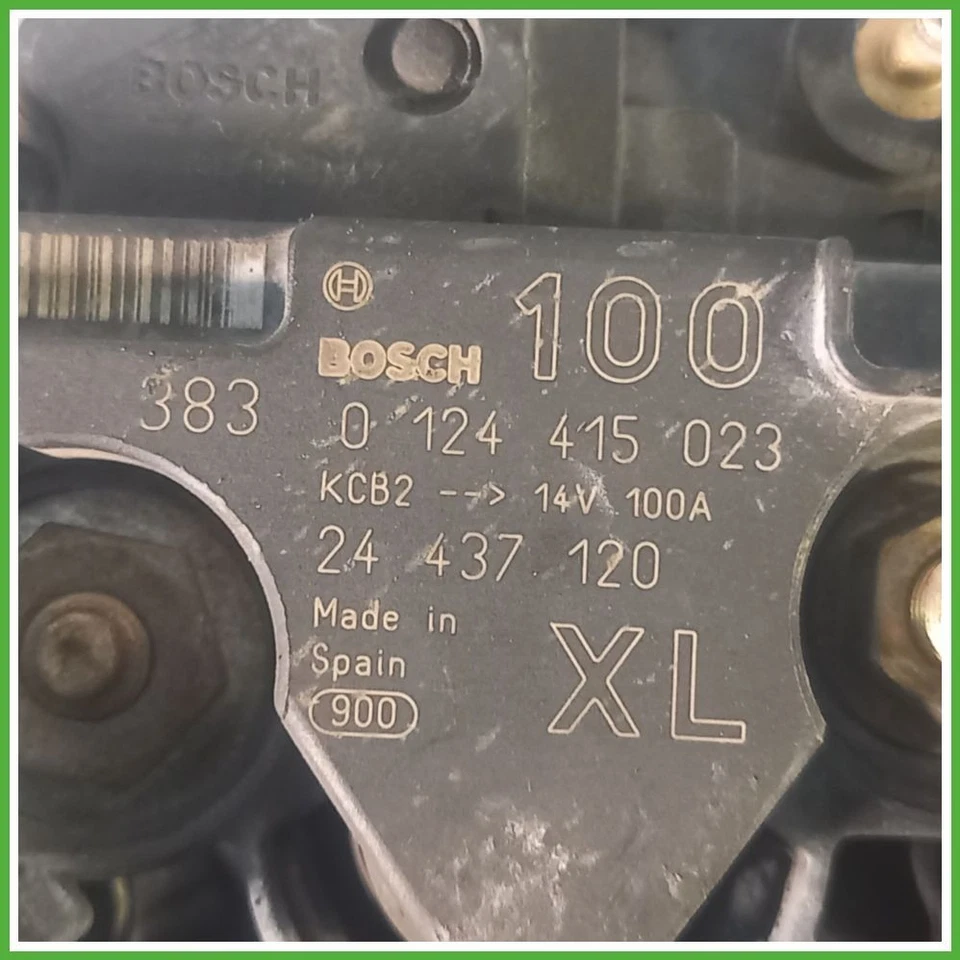 BOSCH
100
BOSCH
383
0 124 415 023
KCB2 --> 14V 100A
24 437 120
Made in
Spain
XL
900